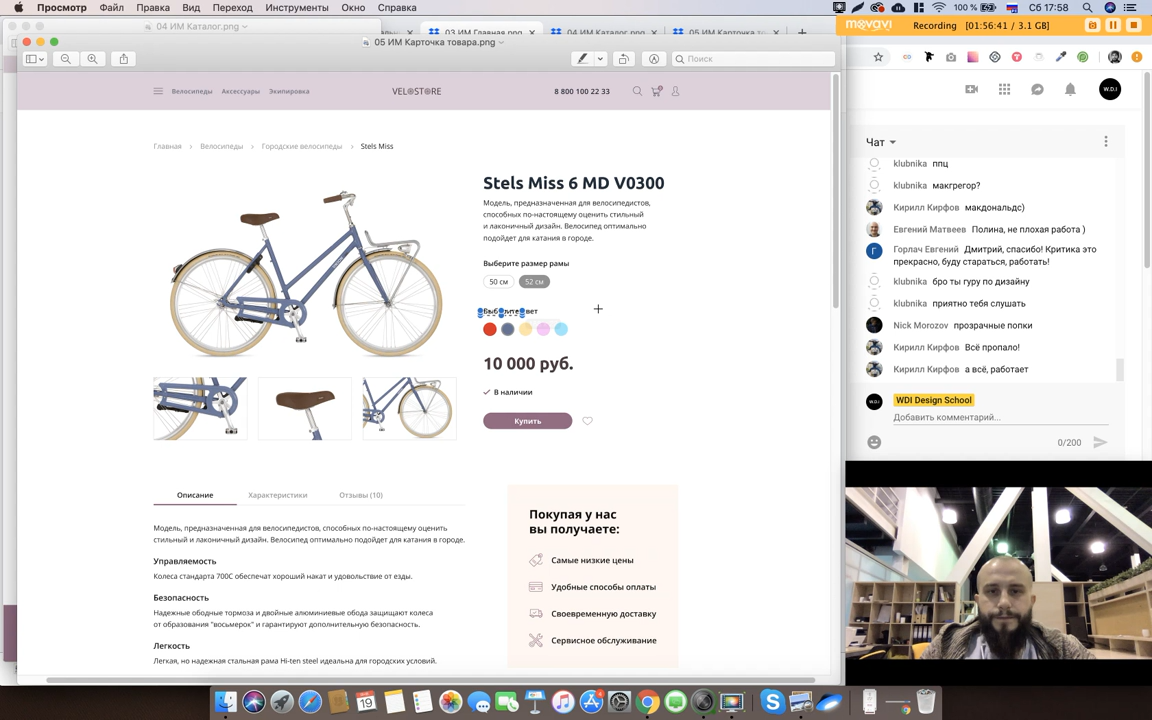 Просмотр Файл Правка Вид Переход Инструменты Окно Справка
100 % Сб 17:58
04 ИМ Каталог.png
03 ИМ Главная.png 04 ИМ Каталог.png
05 ИМ Карточка товара.png
movavi Recording [01:56:41 / 3.1 GB]
Поиск
Велосипеды Аксессуары Экипировка VELOSTORE 8 800 100 22 33
Главная Велосипеды Городские велосипеды Stels Miss
Stels Miss 6 MD V0300
Модель, предназначенная для велосипедистов,
способных по-настоящему оценить стильный
и лаконичный дизайн. Велосипед оптимально
подойдет для катания в городе.
Выберите размер рамы
50 см 52 см
10 000 руб.
В наличии
Купить
Описание Характеристики Отзывы (10)
Модель, предназначенная для велосипедистов, способных по-настоящему оценить
стильный и лаконичный дизайн. Велосипед оптимально подойдет для катания в городе.
Управляемость
Колеса стандарта 700С обеспечат хороший накат и удовольствие от езды.
Безопасность
Надежные ободные тормоза и двойные алюминиевые обода защищают колеса
от образования "восьмерок" и гарантируют дополнительную безопасность.
Легкость
Легкая, но надежная стальная рама Hi-ten steel идеальна для городских условий.
Покупая у нас
вы получаете:
Самые низкие цены
Удобные способы оплаты
Своевременную доставку
Сервисное обслуживание
W.D.I
Чат
klubnika ппц
klubnika макгрегор?
Кирилл Кирфов макдональдс)
Евгений Матвеев Полина, не плохая работа )
Горлач Евгений Дмитрий, спасибо! Критика это
прекрасно, буду стараться, работать!
klubnika бро ты гуру по дизайну
klubnika приятно тебя слушать
Nick Morozov прозрачные попки
Кирилл Кирфов Всё пропало!
Кирилл Кирфов а всё, работает
WDI Design School
Добавить комментарий...
0/200